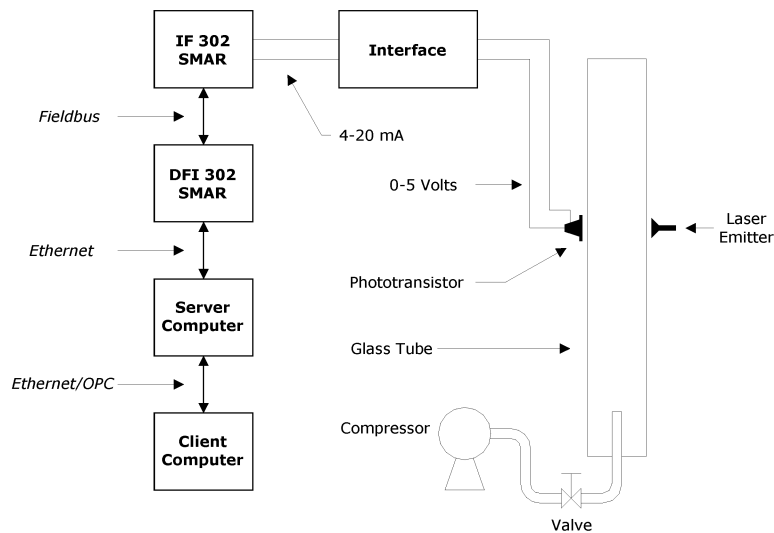 IF 302
SMAR
Interface
Fieldbus
4-20 mA
DFI 302
SMAR
0-5 Volts
Laser
Emitter
Ethernet
Phototransistor
Server
Computer
Glass Tube
Ethernet/OPC
Compressor
Client
Computer
Valve